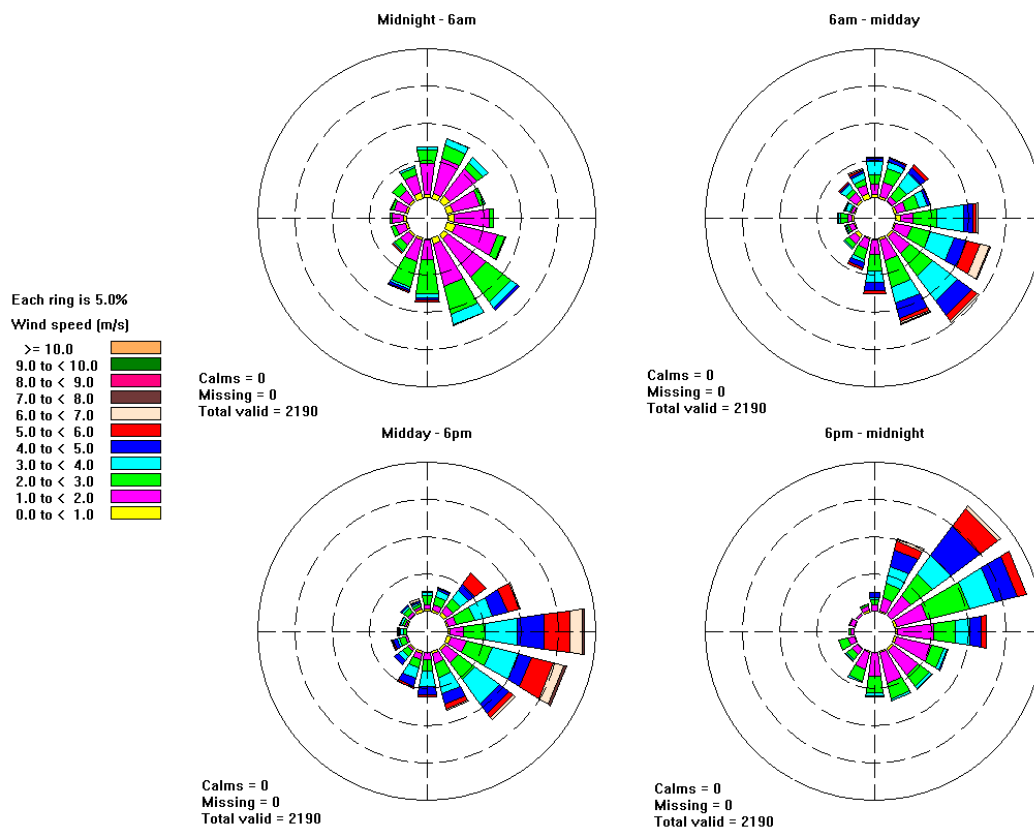 Midnight - 6am
6am - midday
Each ring is 5.0%
Wind speed (m/s)
>= 10.0
9.0 to < 10.0
8.0 to < 9.0
7.0 to < 8.0
6.0 to < 7.0
5.0 to < 6.0
4.0 to < 5.0
3.0 to < 4.0
2.0 to < 3.0
1.0 to < 2.0
0.0 to < 1.0
Calms = 0
Missing = 0
Total valid = 2190
Calms = 0
Missing = 0
Total valid = 2190
Midday - 6pm
6pm - midnight
Calms = 0
Missing = 0
Total valid = 2190
Calms = 0
Missing = 0
Total valid = 2190